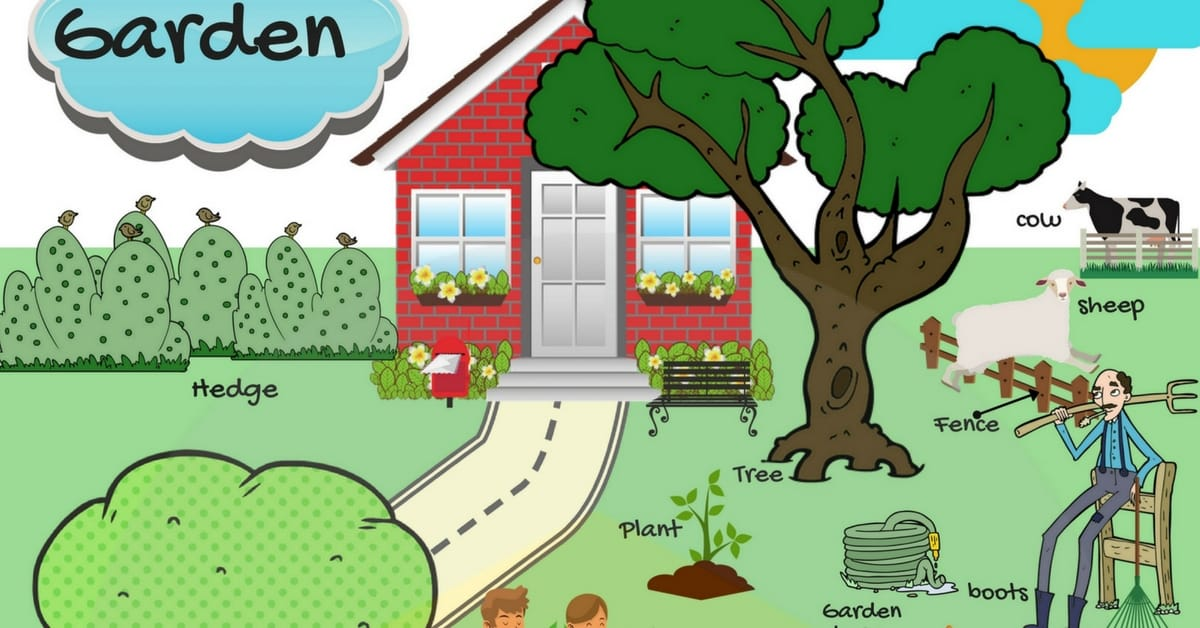 Garden
cow
sheep
Hedge
Fence
Tree
Plant
boots
Garden